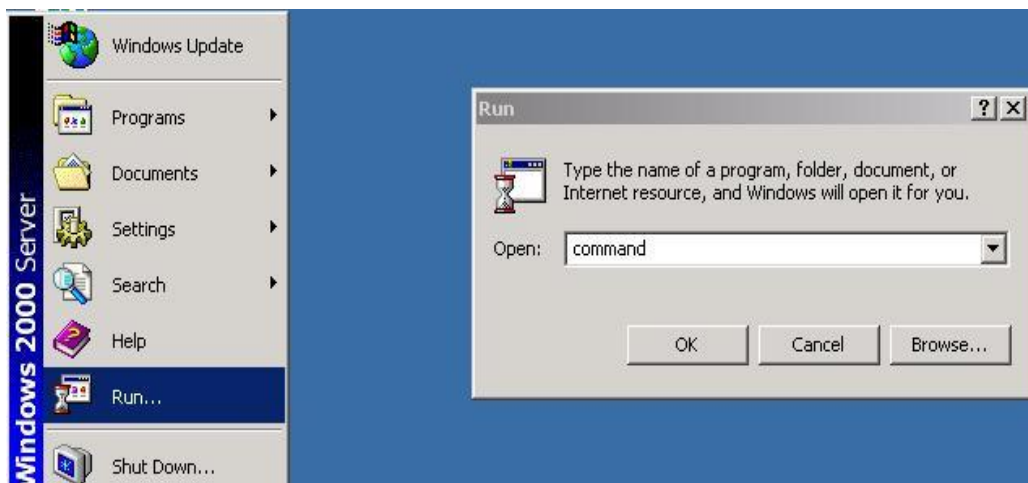 Windows 2000 Server
Windows Update
Programs
Documents
Settings
Search
Help
Run...
Shut Down...
Run
Type the name of a program, folder, document, or
Internet resource, and Windows will open it for you.
Open:
command
OK
Cancel
Browse...